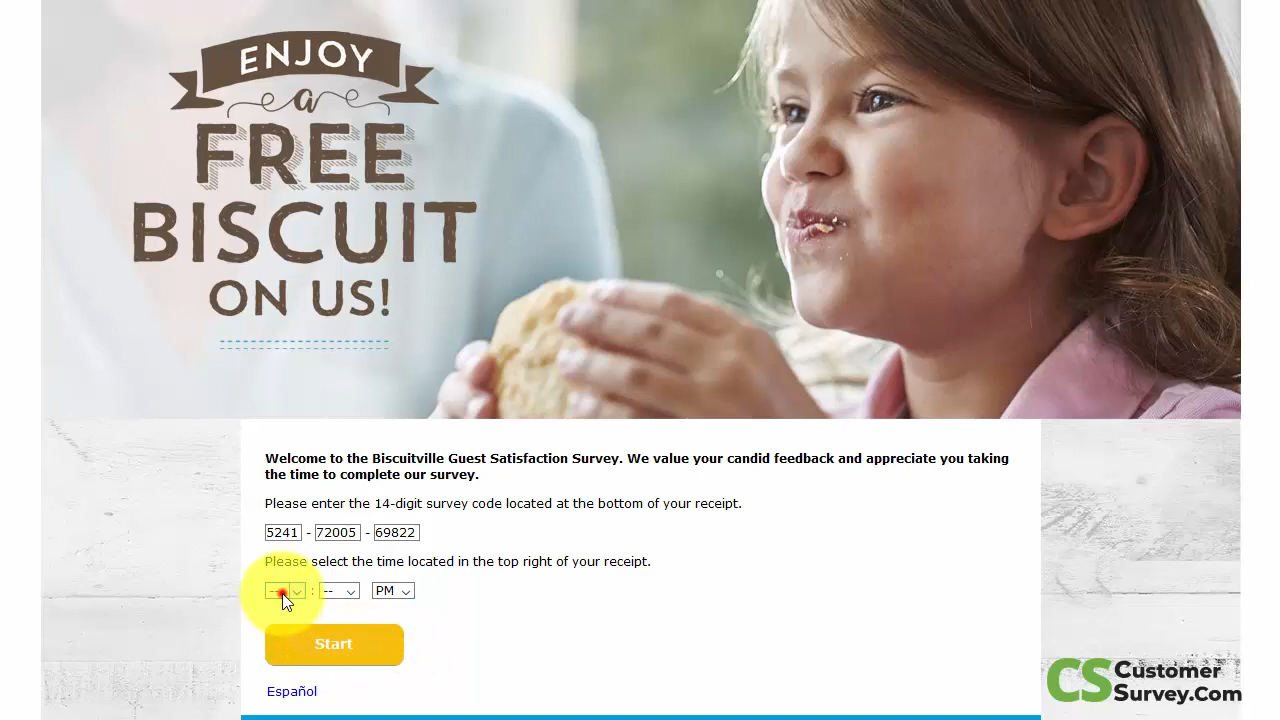 ENJOY
a
FREE
BISCUIT
ON US!
Welcome to the Biscuitville Guest Satisfaction Survey. We value your candid feedback and appreciate you taking
the time to complete our survey.
Please enter the 14-digit survey code located at the bottom of your receipt.
5241 - 72005 - 69822
Please select the time located in the top right of your receipt.
-- : -- PM
Start
Español
CS Customer
Survey.Com